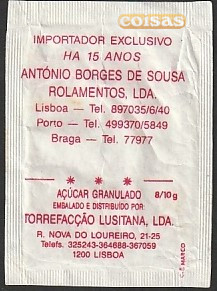 coisas
IMPORTADOR EXCLUSIVO
HA 15 ANOS
ANTÓNIO BORGES DE SOUSA
ROLAMENTOS, LDA.
Lisboa — Tel. 897035/6/40
Porto — Tel. 499370/5849
Braga — Tel. 77977
AÇÚCAR GRANULADO 8/10 g
EMBALADO E DISTRIBUIDO POR:
TORREFACÇÃO LUSITANA, LDA.
R. NOVA DO LOUREIRO, 21-25
Telefs. 325243-364688-367059
1200 LISBOA